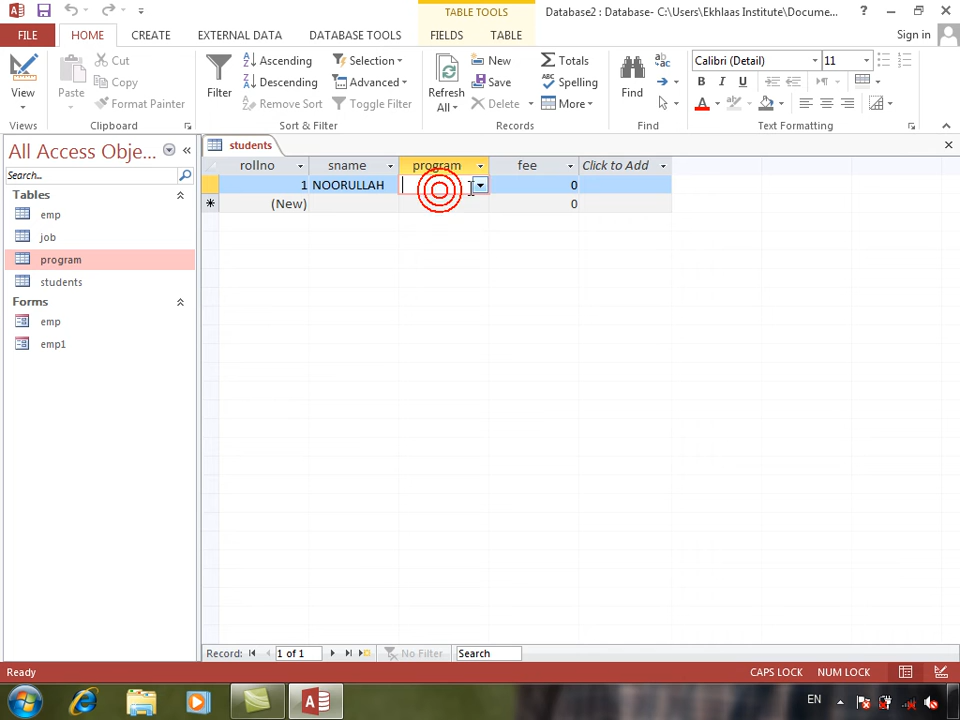 TABLE TOOLS
Database2 : Database- C:\Users\Ekhlaas Institute\Docume...
?
FILE
HOME
CREATE
EXTERNAL DATA
DATABASE TOOLS
FIELDS
TABLE
Sign in
View
Views
Paste
Cut
Copy
Format Painter
Clipboard
Filter
Ascending
Descending
Remove Sort
Selection
Advanced
Toggle Filter
Sort & Filter
Refresh
All
New
Save
Delete
Totals
Spelling
More
Records
Find
Find
Calibri (Detail)
11
B I U
Text Formatting
All Access Obje...
Search...
Tables
emp
job
program
students
Forms
emp
emp1
students
rollno sname program fee Click to Add
1 NOORULLAH 0
(New) 0
Record: 1 of 1 No Filter Search
Ready
CAPS LOCK NUM LOCK
EN